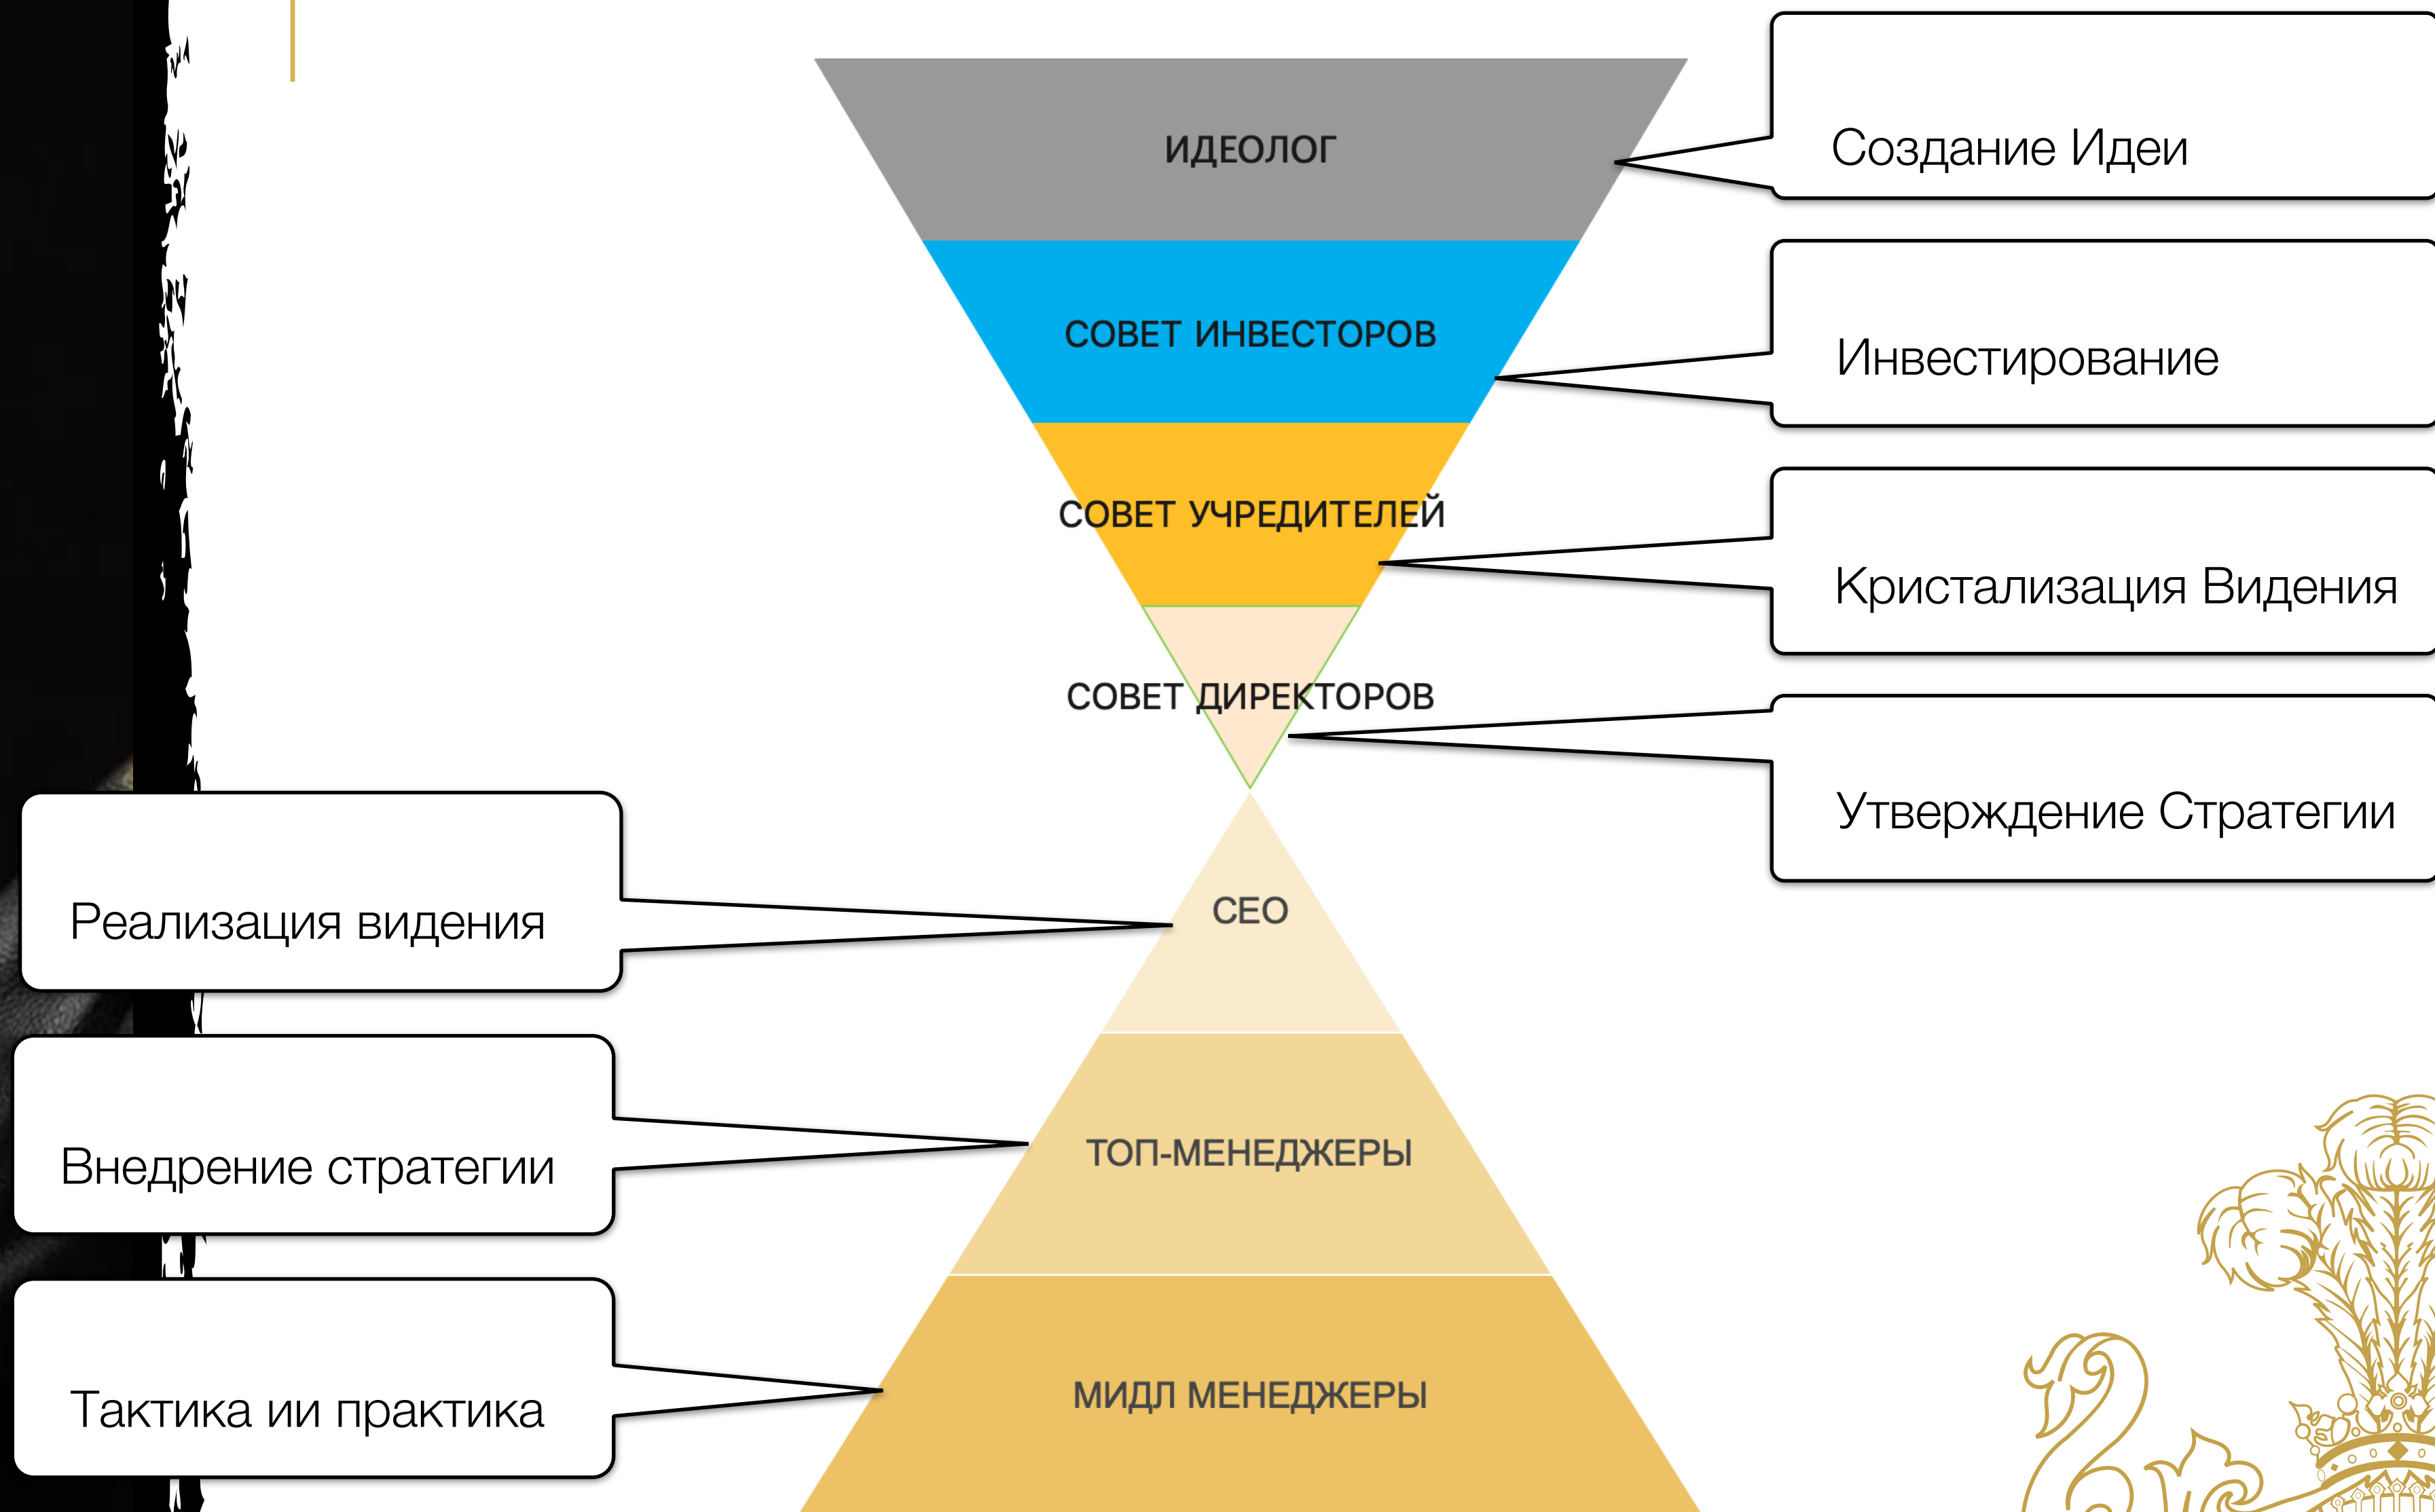 ИДЕОЛОГ
Создание Идеи
СОВЕТ ИНВЕСТОРОВ
Инвестирование
СОВЕТ УЧРЕДИТЕЛЕЙ
Кристализация Видения
СОВЕТ ДИРЕКТОРОВ
Утверждение Стратегии
CEO
Реализация видения
ТОП-МЕНЕДЖЕРЫ
Внедрение стратегии
МИДЛ МЕНЕДЖЕРЫ
Тактика ии практика